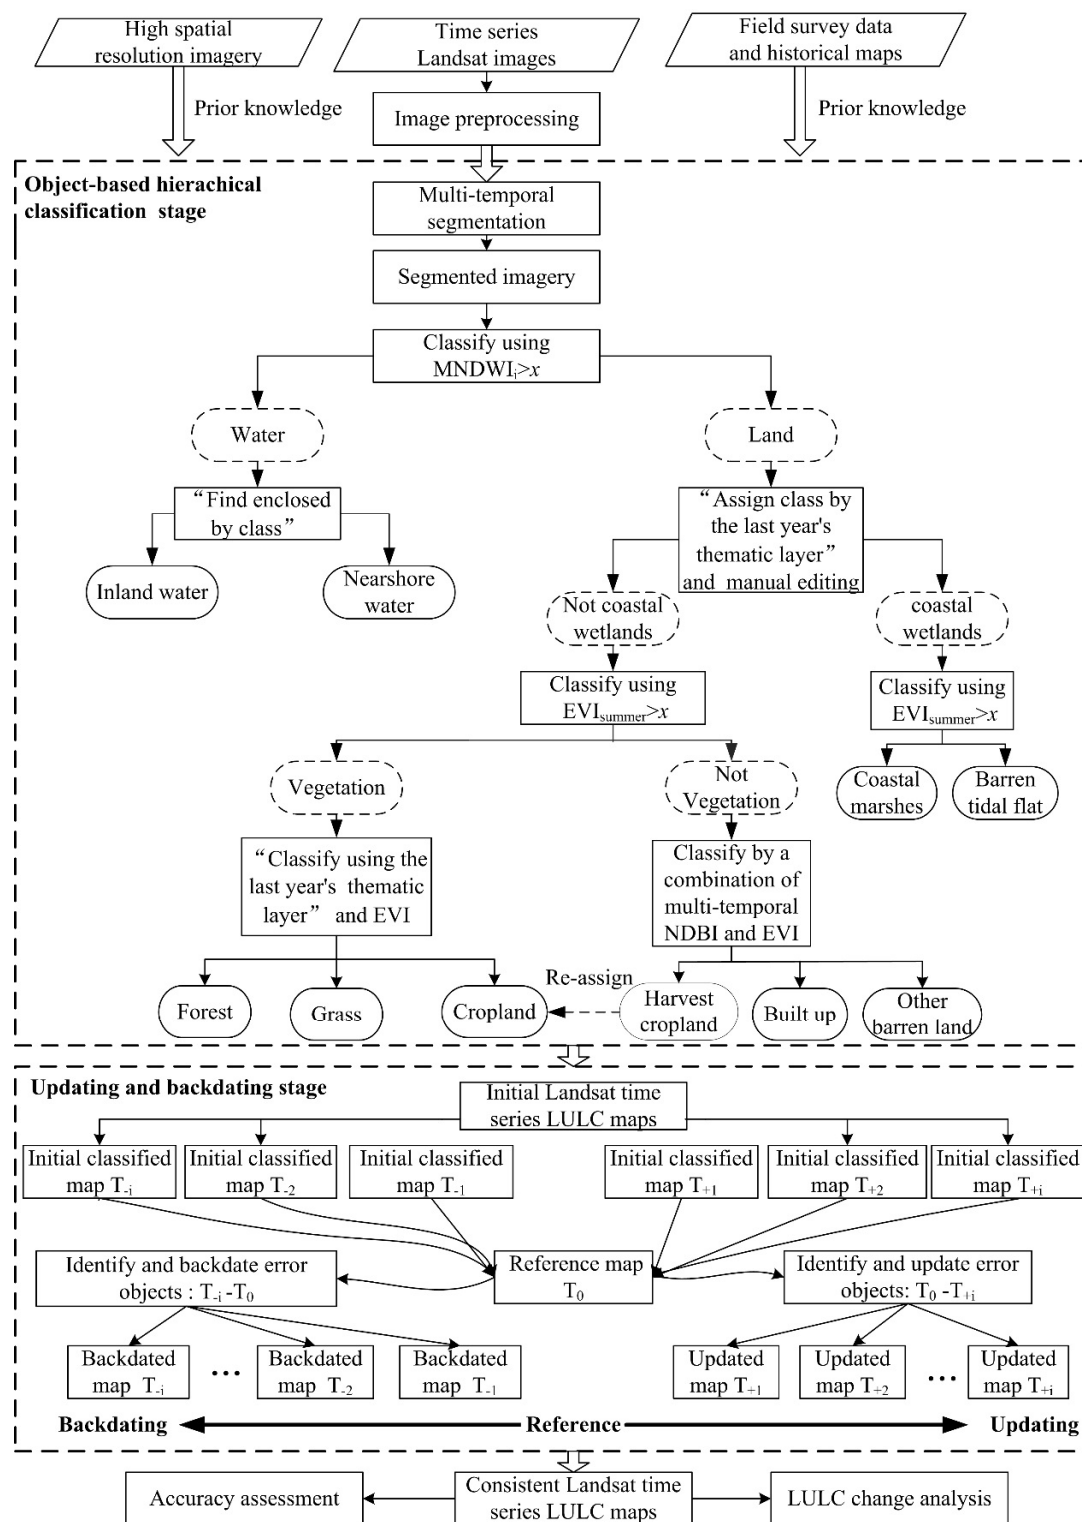 High spatial
resolution imagery
Time series
Landsat images
Field survey data
and historical maps
Prior knowledge
Image preprocessing
Prior knowledge
Object-based hierachical
classification stage
Multi-temporal
segmentation
Segmented imagery
Classify using
MNDWIi>x
Water
Land
“Find enclosed
by class”
“Assign class by
the last year's
thematic layer”
and manual editing
Inland water
Nearshore
water
Not coastal
wetlands
coastal
wetlands
Classify using
EVIsummer>x
Classify using
EVIsummer>x
Vegetation
Not
Vegetation
Coastal
marshes
Barren
tidal flat
“Classify using the
last year's thematic
layer” and EVI
Classify by a
combination of
multi-temporal
NDBI and EVI
Re-assign
Forest
Grass
Cropland
Harvest
cropland
Built up
Other
barren land
Updating and backdating stage
Initial Landsat time
series LULC maps
Initial classified
map T-i
Initial classified
map T-2
Initial classified
map T-1
Initial classified
map T+1
Initial classified
map T+2
Initial classified
map T+i
Identify and backdate error
objects : T-i -T0
Reference map
T0
Identify and update error
objects: T0 -T+i
Backdated
map T-i
...
Backdated
map T-2
Backdated
map T-1
Updated
map T+1
Updated
map T+2
...
Updated
map T+i
Backdating
Reference
Updating
Accuracy assessment
Consistent Landsat time
series LULC maps
LULC change analysis